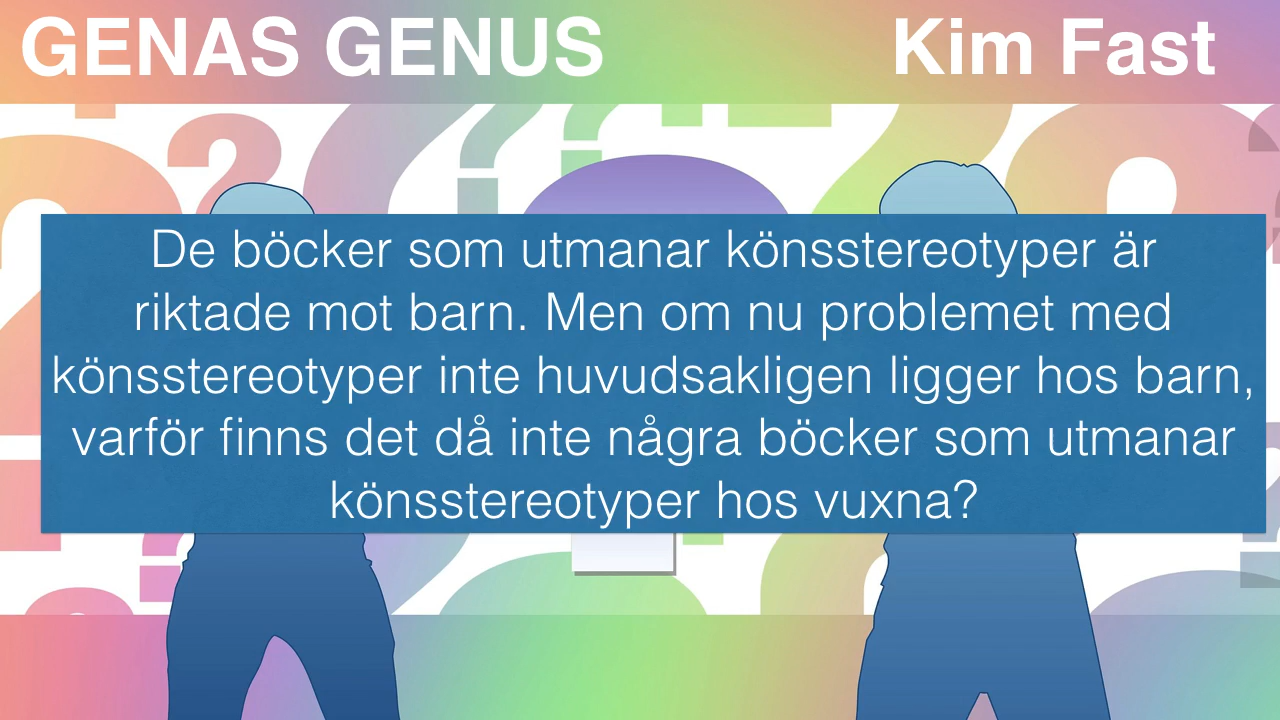 GENAS GENUS
Kim Fast
De böcker som utmanar könsstereotyper är
riktade mot barn. Men om nu problemet med
könsstereotyper inte huvudsakligen ligger hos barn,
varför finns det då inte några böcker som utmanar
könsstereotyper hos vuxna?